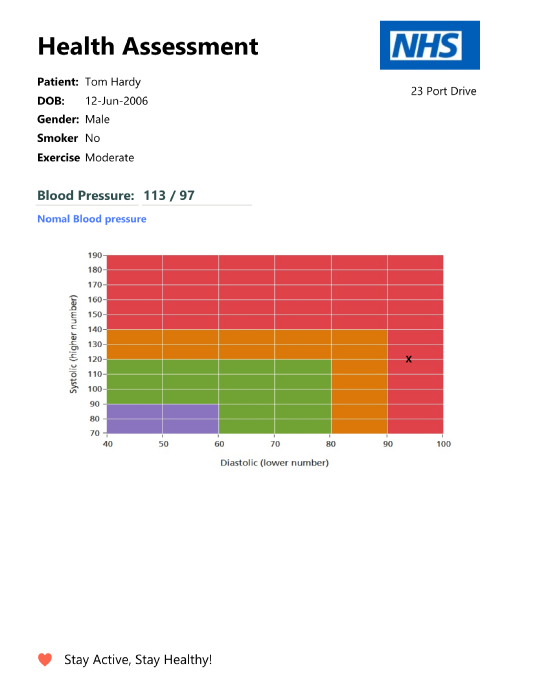 Health Assessment
NHS
Patient: Tom Hardy
23 Port Drive
DOB: 12-Jun-2006
Gender: Male
Smoker No
Exercise Moderate
Blood Pressure: 113 / 97
Nomal Blood pressure
Systolic (higher number)
190
180
170
160
150
140
130
120
110
100
90
80
70
x
40 50 60 70 80 90 100
Diastolic (lower number)
Stay Active, Stay Healthy!